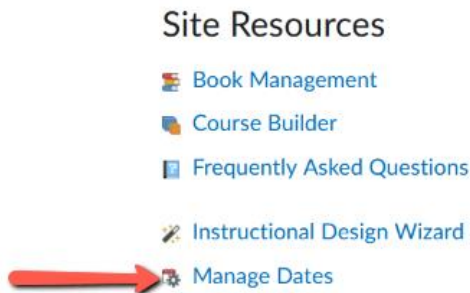 Site Resources
Book Management
Course Builder
Frequently Asked Questions
Instructional Design Wizard
Manage Dates